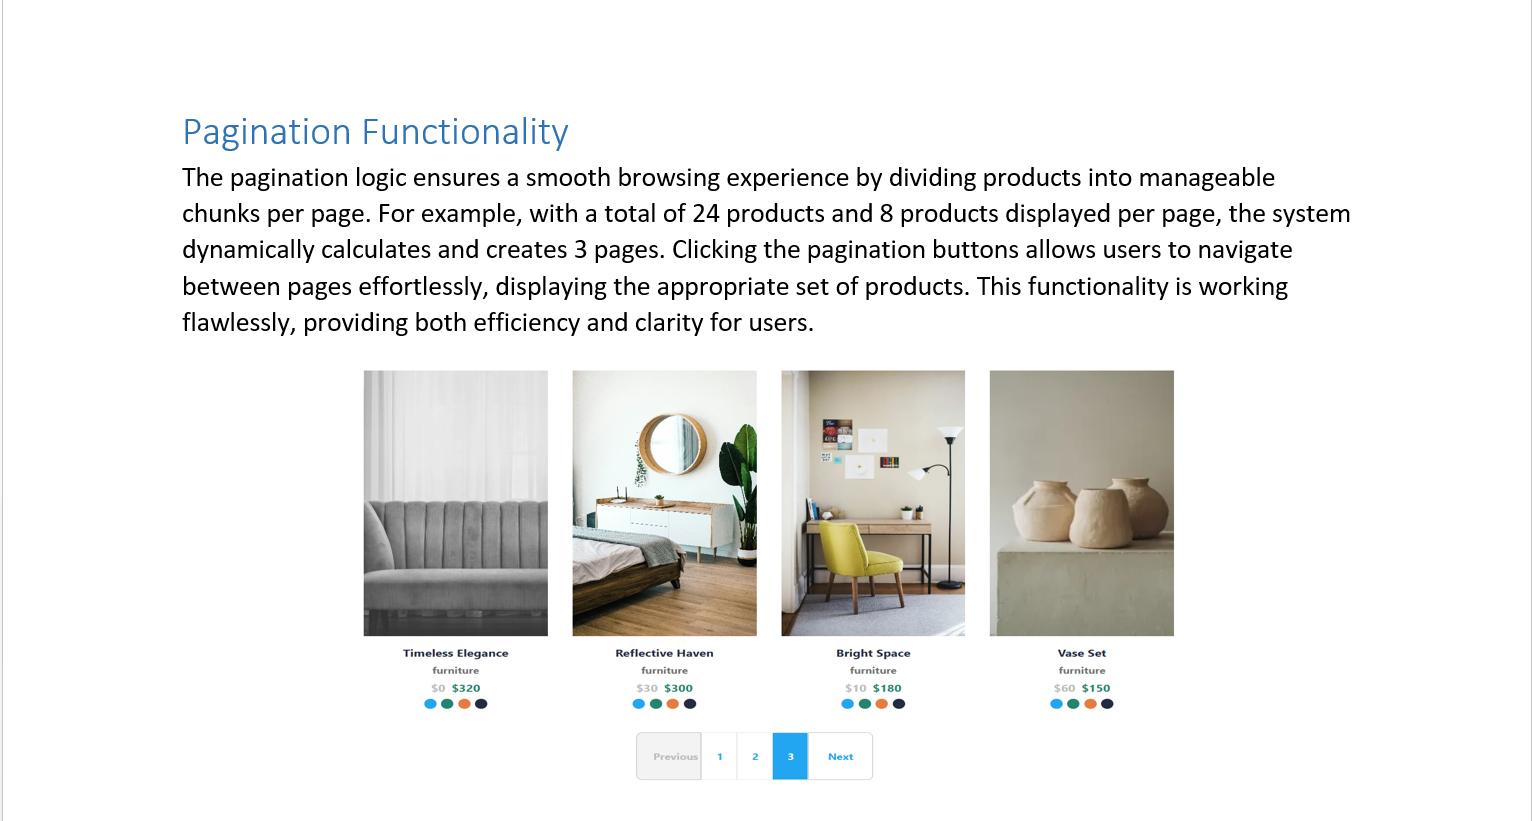 Pagination Functionality
The pagination logic ensures a smooth browsing experience by dividing products into manageable
chunks per page. For example, with a total of 24 products and 8 products displayed per page, the system
dynamically calculates and creates 3 pages. Clicking the pagination buttons allows users to navigate
between pages effortlessly, displaying the appropriate set of products. This functionality is working
flawlessly, providing both efficiency and clarity for users.
Timeless Elegance Reflective Haven Bright Space Vase Set
furniture furniture furniture furniture
$0 $320 $30 $300 $10 $180 $60 $150
Previous 1 2 3 Next